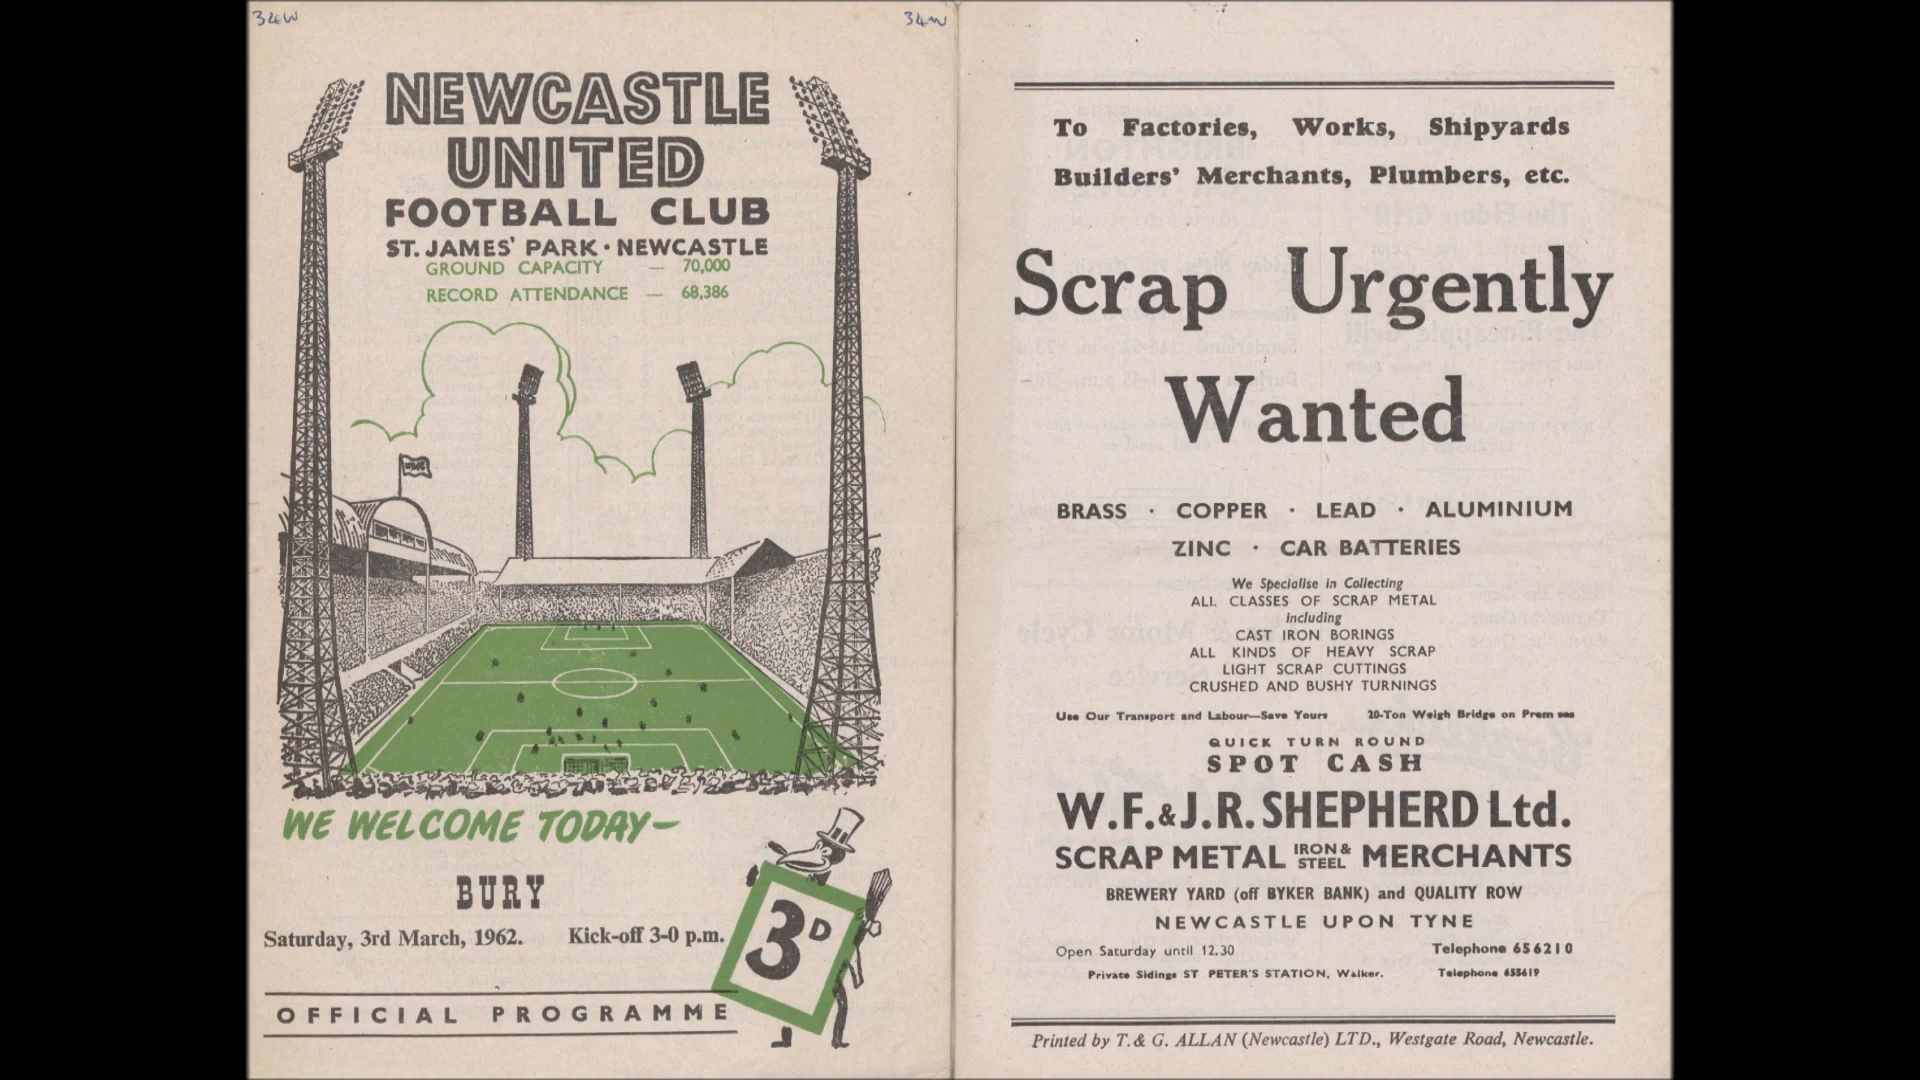 34W
34W
NEWCASTLE
UNITED
FOOTBALL CLUB
ST. JAMES' PARK · NEWCASTLE
GROUND CAPACITY — 70,000
RECORD ATTENDANCE — 68,386
WE WELCOME TODAY—
BURY
Saturday, 3rd March, 1962. Kick-off 3-0 p.m.
3D
OFFICIAL PROGRAMME
To Factories, Works, Shipyards
Builders' Merchants, Plumbers, etc.
Scrap Urgently
Wanted
BRASS · COPPER · LEAD · ALUMINIUM
ZINC · CAR BATTERIES
We Specialise in Collecting
ALL CLASSES OF SCRAP METAL
including
CAST IRON BORINGS
ALL KINDS OF HEAVY SCRAP
LIGHT SCRAP CUTTINGS
CRUSHED AND BUSHY TURNINGS
Use Our Transport and Labour—Save Yours 20-Ton Weigh Bridge on Premises
QUICK TURN ROUND
SPOT CASH
W.F. & J.R. SHEPHERD Ltd.
SCRAP METAL IRON & STEEL MERCHANTS
BREWERY YARD (off BYKER BANK) and QUALITY ROW
NEWCASTLE UPON TYNE
Open Saturday until 12.30 Telephone 656210
Private Sidings ST PETER'S STATION, Walker. Telephone 655619
Printed by T. & G. ALLAN (Newcastle) LTD., Westgate Road, Newcastle.